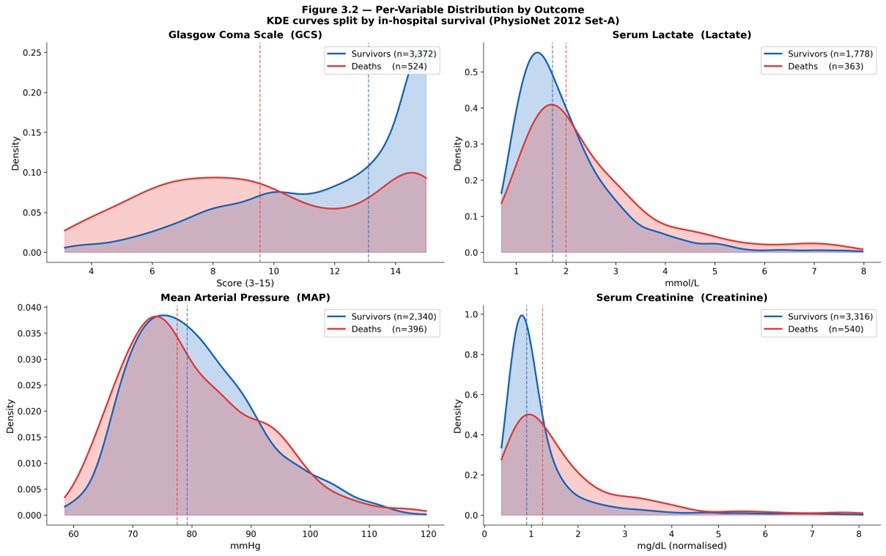 Figure 3.2 — Per-Variable Distribution by Outcome
KDE curves split by in-hospital survival (PhysioNet 2012 Set-A)
Glasgow Coma Scale (GCS)
Density
0.25
0.20
0.15
0.10
0.05
0.00
Survivors (n=3,372)
Deaths (n=524)
4 6 8 10 12 14
Score (3–15)
Serum Lactate (Lactate)
Density
0.5
0.4
0.3
0.2
0.1
0.0
Survivors (n=1,778)
Deaths (n=363)
1 2 3 4 5 6 7 8
mmol/L
Mean Arterial Pressure (MAP)
Density
0.040
0.035
0.030
0.025
0.020
0.015
0.010
0.005
0.000
Survivors (n=2,340)
Deaths (n=396)
60 70 80 90 100 110 120
mmHg
Serum Creatinine (Creatinine)
Density
1.0
0.8
0.6
0.4
0.2
0.0
Survivors (n=3,316)
Deaths (n=540)
0 1 2 3 4 5 6 7 8
mg/dL (normalised)